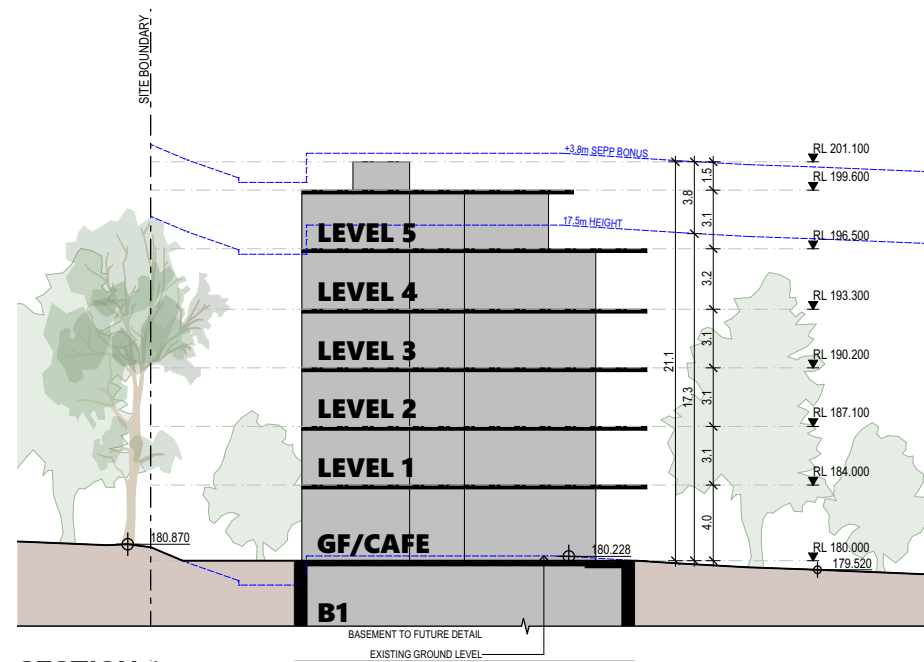 SITE BOUNDARY
+3.8m SEPP BONUS
RL 201.100
1.5
RL 199.600
3.8
3.1
LEVEL 5
17.5m HEIGHT
RL 196.500
3.2
LEVEL 4
RL 193.300
3.1
LEVEL 3
RL 190.200
21.1
17.3
3.1
LEVEL 2
RL 187.100
3.1
LEVEL 1
RL 184.000
4.0
180.870
GF/CAFE
180.228
RL 180.000
179.520
B1
BASEMENT TO FUTURE DETAIL
EXISTING GROUND LEVEL